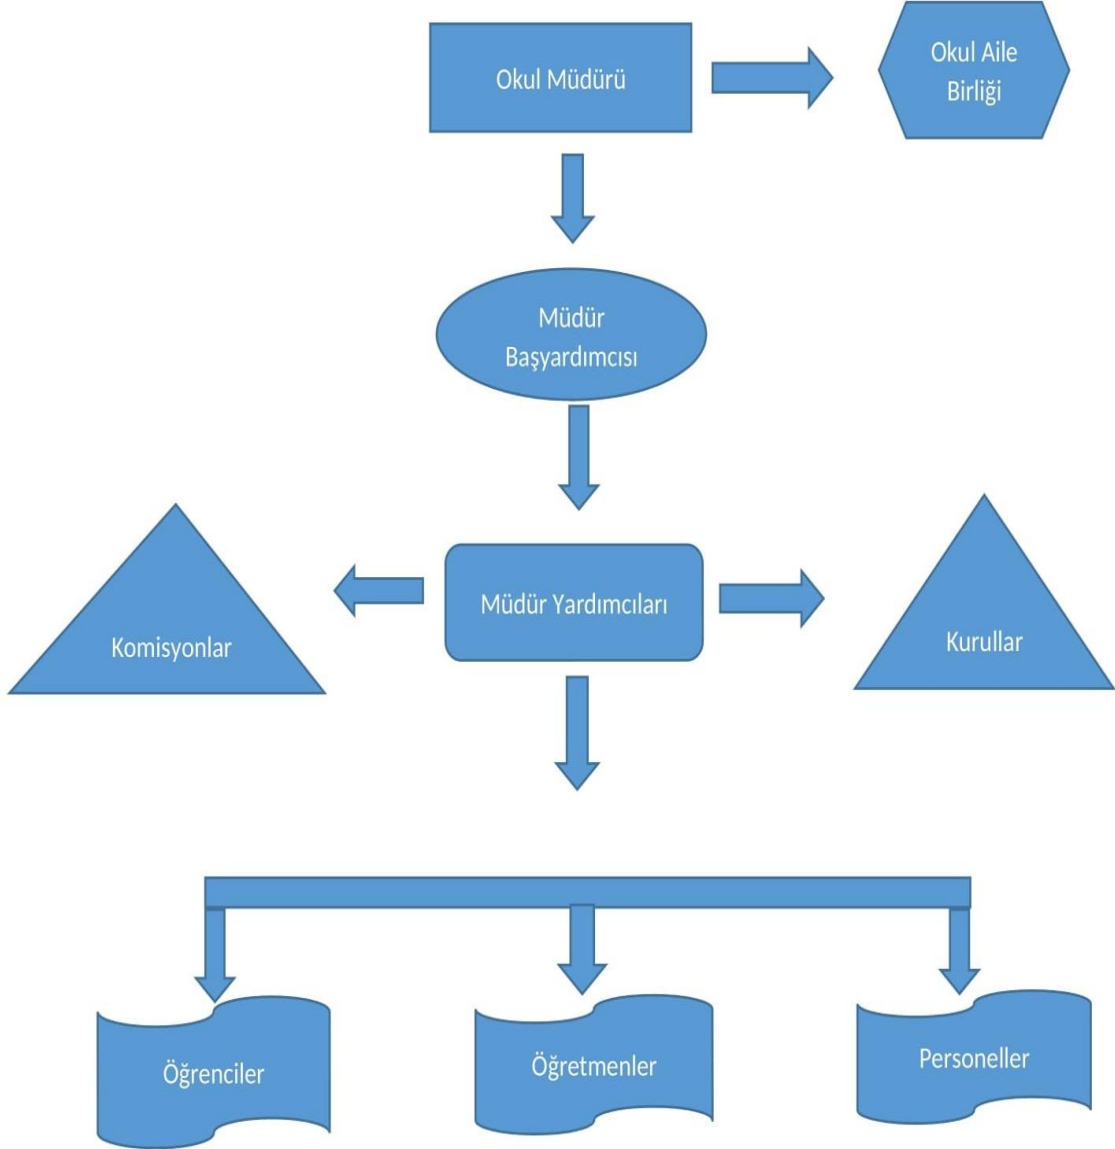 Okul Müdürü
Okul Aile
Birliği
Müdür
Başyardımcısı
Komisyonlar
Müdür Yardımcıları
Kurullar
Öğrenciler
Öğretmenler
Personeller